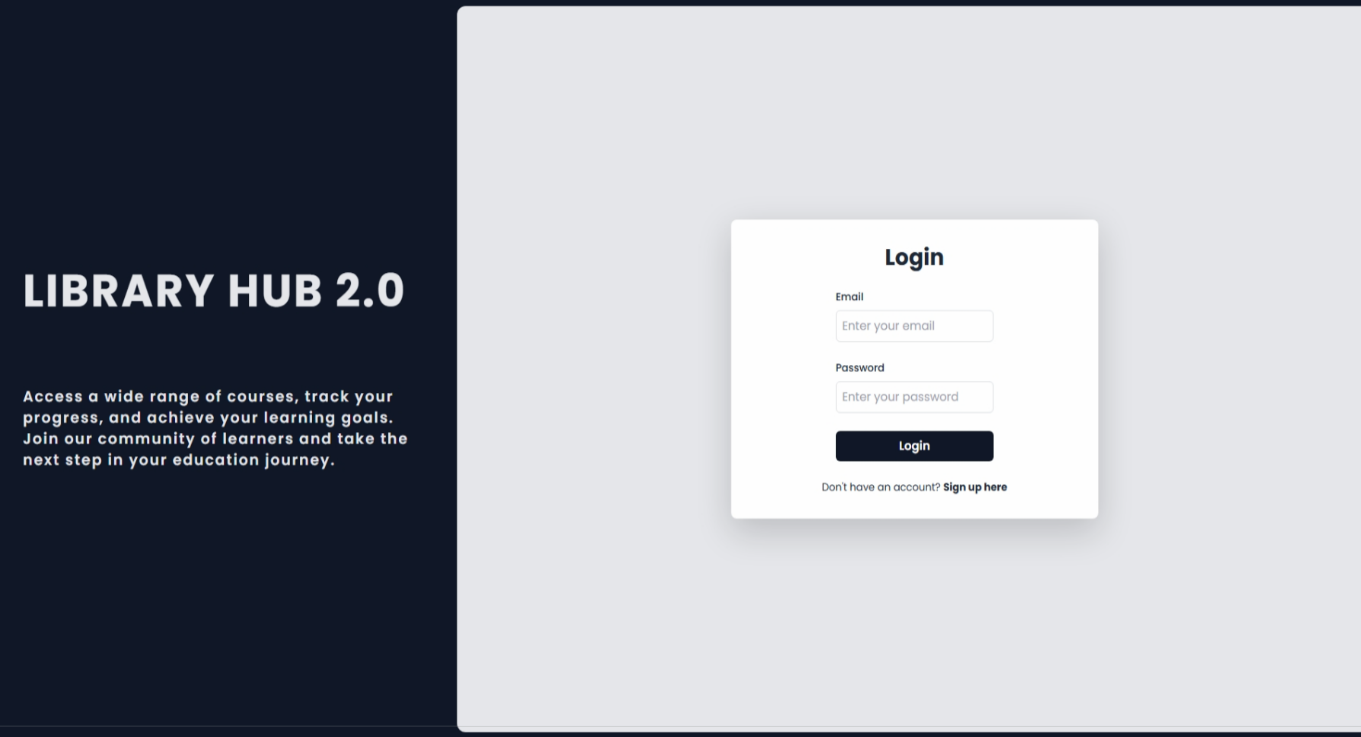 LIBRARY HUB 2.0
Access a wide range of courses, track your
progress, and achieve your learning goals.
Join our community of learners and take the
next step in your education journey.
Login
Email
Enter your email
Password
Enter your password
Login
Don't have an account? Sign up here